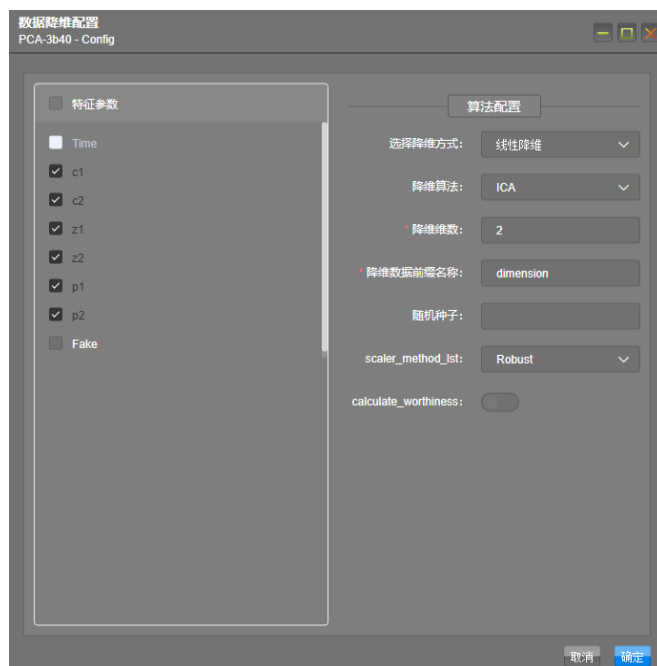 数据降维配置
PCA-3b40 - Config
特征参数
Time
c1
c2
z1
z2
p1
p2
Fake
算法配置
选择降维方式： 线性降维
降维算法： ICA
*降维维数： 2
*降维数据前缀名称： dimension
随机种子：
scaler_method_lst： Robust
calculate_worthiness：
取消 确定